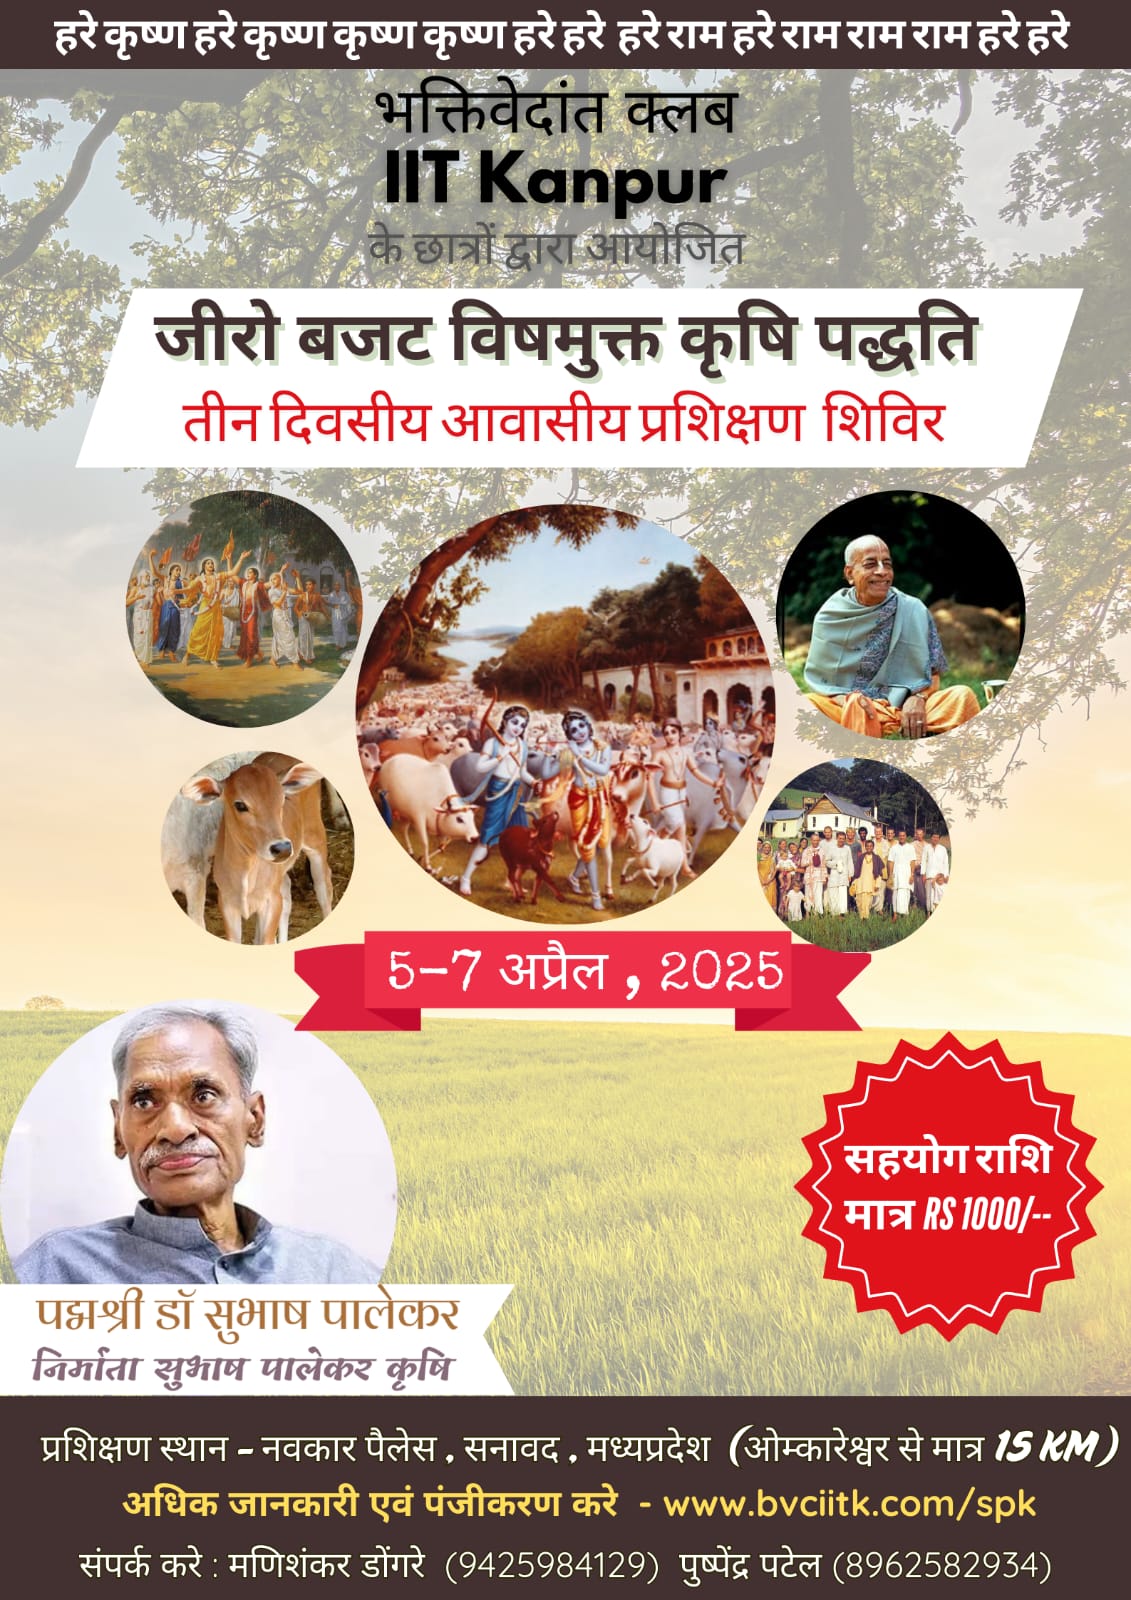 हरे कृष्ण हरे कृष्ण कृष्ण कृष्ण हरे हरे हरे राम हरे राम राम राम हरे हरे
भक्तिवेदांत क्लब
IIT Kanpur
के छात्रों द्वारा आयोजित
जीरो बजट विषमुक्त कृषि पद्धति
तीन दिवसीय आवासीय प्रशिक्षण शिविर
5-7 अप्रैल , 2025
सहयोग राशि
मात्र RS 1000/--
पद्मश्री डॉ सुभाष पालेकर
निर्माता सुभाष पालेकर कृषि
प्रशिक्षण स्थान - नवकार पैलेस , सनावद , मध्यप्रदेश (ओम्कारेश्वर से मात्र 15 KM)
अधिक जानकारी एवं पंजीकरण करे - www.bvciitk.com/spk
संपर्क करे : मणिशंकर डोंगरे (9425984129) पुष्पेंद्र पटेल (8962582934)